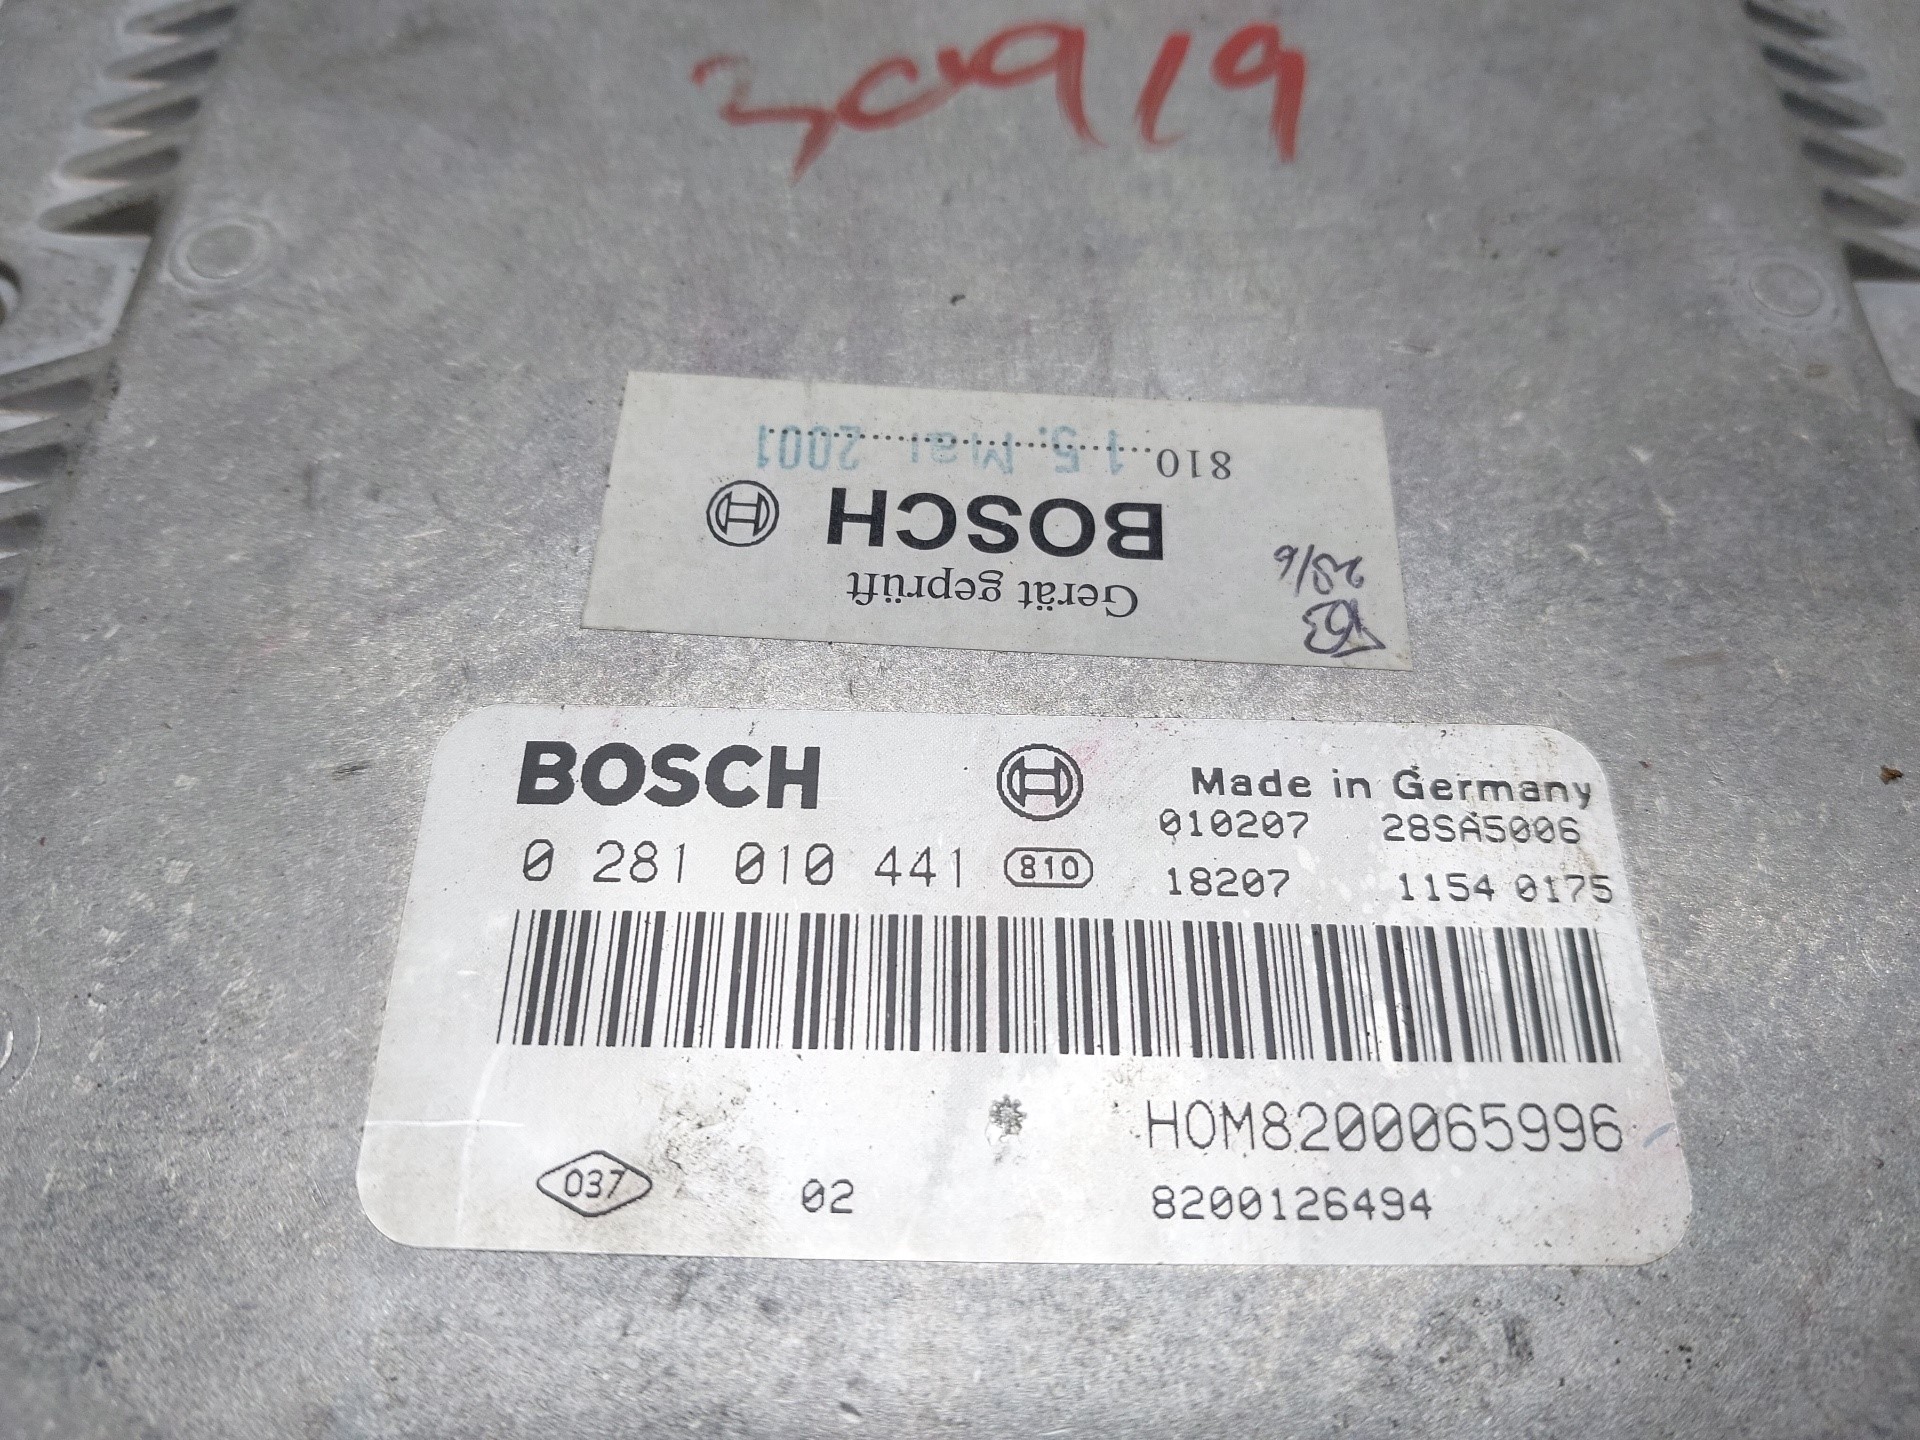 30919
Gerät geprüft
BOSCH
810 15. Mai 2001
28/6
BOSCH
Made in Germany
010207 28SA5006
0 281 010 441 810
18207 1154 0175
HOM8200065996
037 02 8200126494